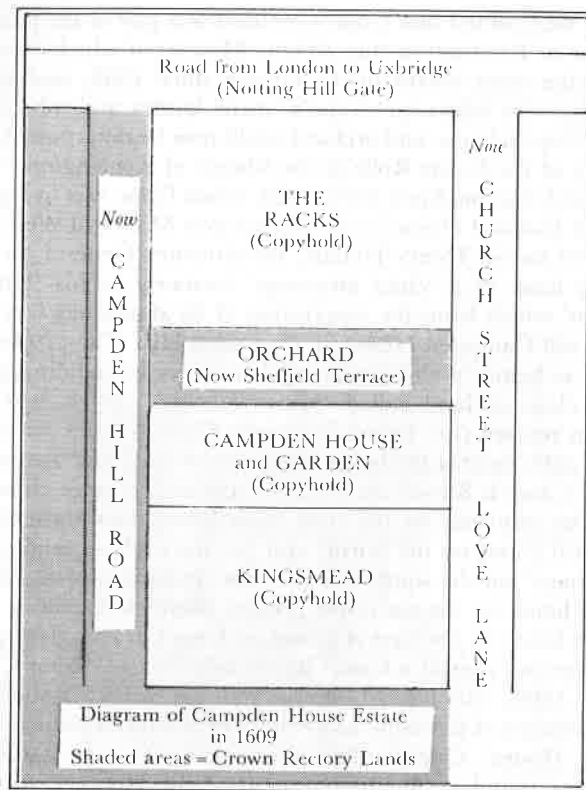 Road from London to Uxbridge
(Notting Hill Gate)
Now
CAMPDEN HILL ROAD
THE
RACKS
(Copyhold)
ORCHARD
(Now Sheffield Terrace)
CAMPDEN HOUSE
and GARDEN
(Copyhold)
KINGSMEAD
(Copyhold)
Now
CHURCH STREET LOVE LANE
Diagram of Campden House Estate
in 1609
Shaded areas = Crown Rectory Lands